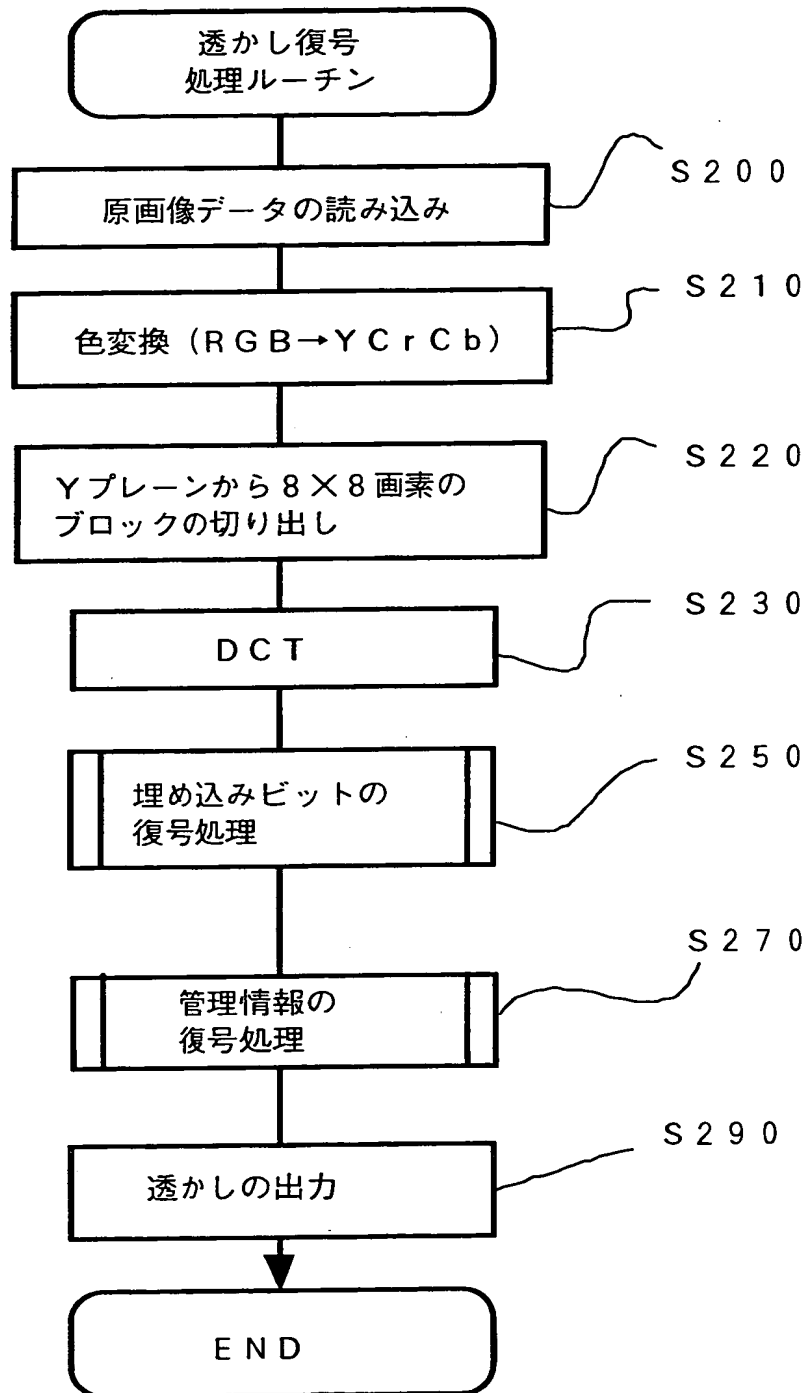 透かし復号
処理ルーチン
S200
原画像データの読み込み
S210
色変換（RGB→YCrCb）
S220
Yプレーンから8×8画素の
ブロックの切り出し
S230
DCT
S250
埋め込みビットの
復号処理
S270
管理情報の
復号処理
S290
透かしの出力
END